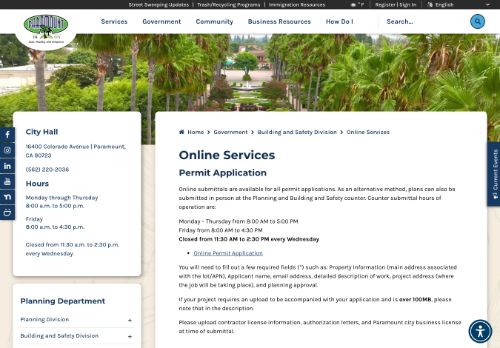 Street Sweeping Updates | Trash/Recycling Programs | Immigration Resources
° F | Register | Sign In | English
PARAMOUNT
Services Government Community Business Resources How Do I Search...
City Hall
16400 Colorado Avenue | Paramount,
CA 90723
(562) 220-2036
Hours
Monday through Thursday
8:00 a.m. to 5:00 p.m.
Friday
8:00 a.m. to 4:30 p.m.
Closed from 11:30 a.m. to 2:30 p.m.
every Wednesday
Planning Department
Planning Division +
Building and Safety Division +
Home > Government > Building and Safety Division > Online Services
Online Services
Permit Application
Online submittals are available for all permit applications. As an alternative method, plans can also be
submitted in person at the Planning and Building and Safety counter. Counter submittal hours of
operation are:
Monday - Thursday from 8:00 AM to 5:00 PM
Friday from 8:00 AM to 4:30 PM
Closed from 11:30 AM to 2:30 PM every Wednesday
• Online Permit Application
You will need to fill out a few required fields (*) such as: Property Information (main address associated
with the lot/APN), Applicant name, email address, detailed description of work, project address (where
the job will be taking place), and planning approval.
If your project requires an upload to be accompanied with your application and is over 100MB, please
note that in the description.
Please upload contractor license information, authorization letters, and Paramount city business license
at time of submittal.
Current Events